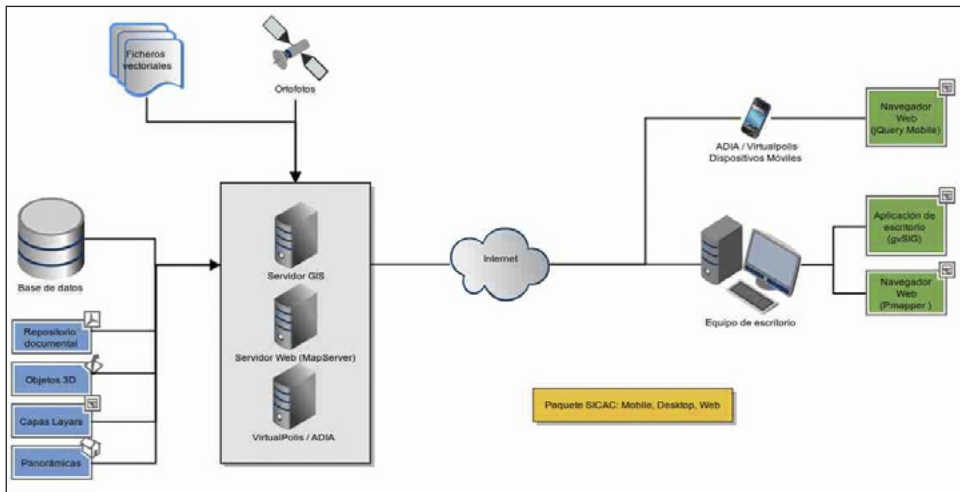 Ficheros
vectoriales
Ortofotos
Navegador
Web
(jQuery Mobile)
ADIA / Virtualpolis
Dispositivos Móviles
Base de datos
Servidor GIS
Internet
Aplicación de
escritorio
(gvSIG)
Navegador
Web
(P.mapper )
Equipo de escritorio
Repositorio
documental
Objetos 3D
Capas Layars
Panorámicas
Servidor Web (MapServer)
VirtualPolis / ADIA
Paquete SICAC: Mobile, Desktop, Web